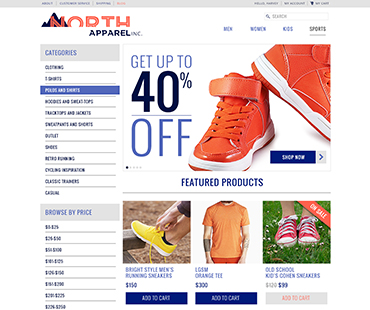 ABOUT CUSTOMER SERVICE SHIPPING BLOG
HELLO, GUEST! MY ACCOUNT MY CART
NORTH
APPAREL INC.
SEARCH
MEN WOMEN KIDS SPORTS
CATEGORIES
CLOTHING
T-SHIRTS
POLOS AND SHIRTS
HOODIES AND SWEAT-TOPS
TRACKTOPS AND JACKETS
SWEATPANTS AND SHORTS
OUTLET
SHOES
RETRO RUNNING
CYCLING INSPIRATION
CLASSIC TRAINERS
CASUAL
GET UP TO
40%
OFF
SHOP NOW
BROWSE BY PRICE
$0-$25
$26-$50
$51-$100
$101-$125
$126-$150
$151-$200
$201-$225
$226-$250
FEATURED PRODUCTS
ON SALE
BRIGHT STYLE MEN'S
RUNNING SNEAKERS
$150
ADD TO CART
LGSM
ORANGE TEE
$300
ADD TO CART
OLD SCHOOL
KID'S COHEN SNEAKERS
$120 $99
ADD TO CART